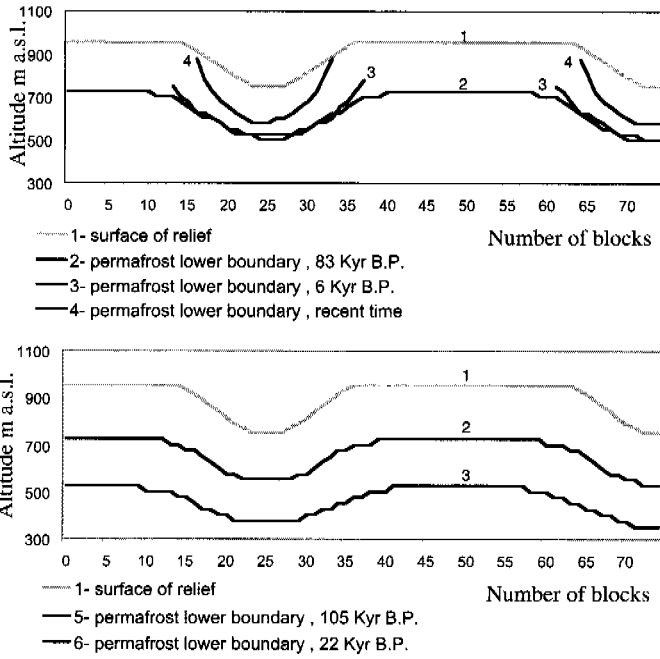 Altitude m a.s.l.
1100
900
700
500
300
1
4
3
2
3
4
0 5 10 15 20 25 30 35 40 45 50 55 60 65 70
1- surface of relief
Number of blocks
2- permafrost lower boundary , 83 Kyr B.P.
3- permafrost lower boundary , 6 Kyr B.P.
4- permafrost lower boundary , recent time
Altitude m a.s.l.
1100
900
700
500
300
1
2
3
0 5 10 15 20 25 30 35 40 45 50 55 60 65 70
1- surface of relief
Number of blocks
5- permafrost lower boundary , 105 Kyr B.P.
6- permafrost lower boundary , 22 Kyr B.P.